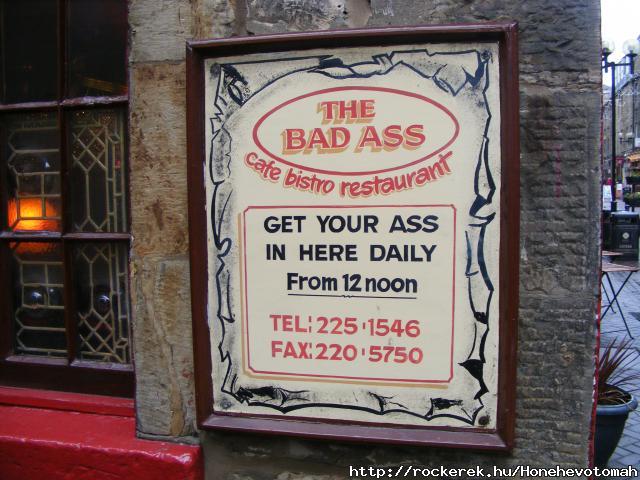 THE
BAD ASS
cafe bistro restaurant
GET YOUR ASS
IN HERE DAILY
From 12 noon
TEL: 225·1546
FAX: 220·5750
http://rockerek.hu/Honehevotomah